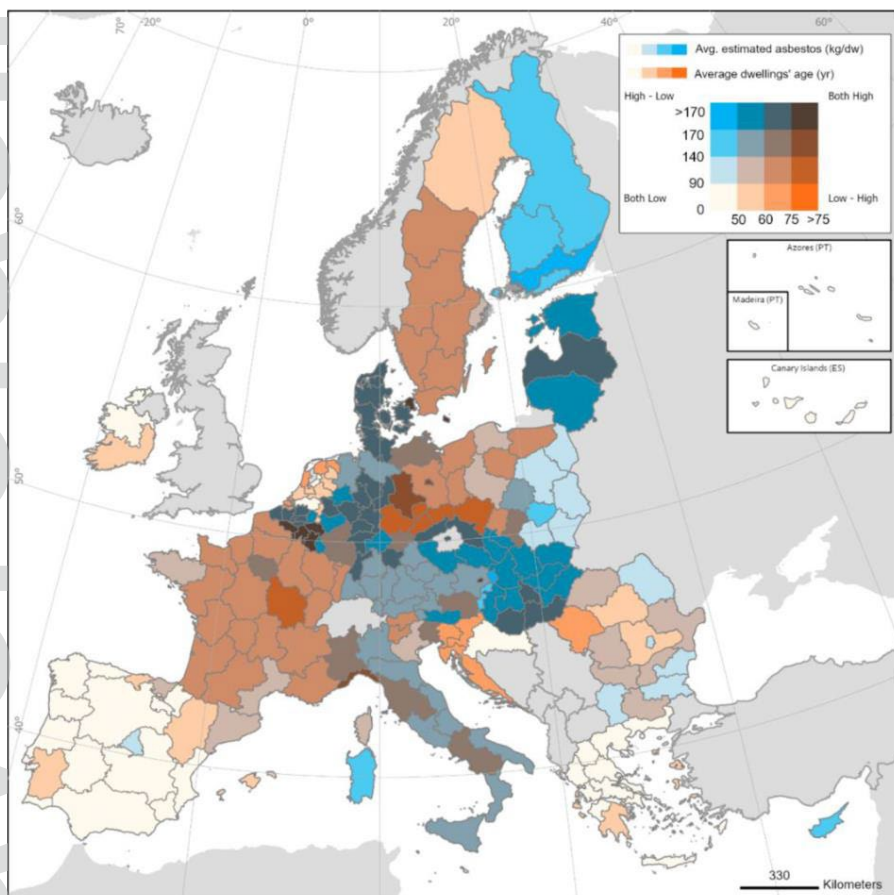 70°
0°
20°
40°
60°
Avg. estimated asbestos (kg/dw)
Average dwellings' age (yr)
High - Low
Both High
>170
170
140
90
0
Both Low
Low - High
50 60 75 >75
60°
50°
40°
Azores (PT)
Madeira (PT)
Canary Islands (ES)
330
Kilometers